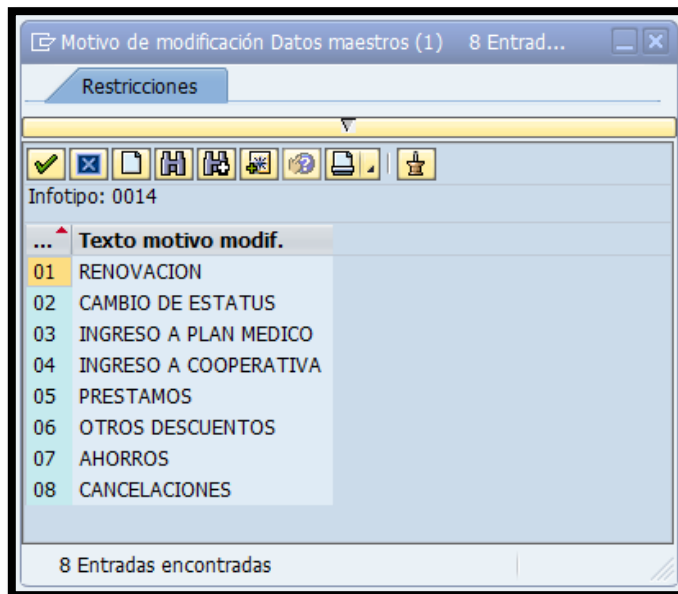 Motivo de modificación Datos maestros (1) 8 Entrad...
Restricciones
Infotipo: 0014
... Texto motivo modif.
01 RENOVACION
02 CAMBIO DE ESTATUS
03 INGRESO A PLAN MEDICO
04 INGRESO A COOPERATIVA
05 PRESTAMOS
06 OTROS DESCUENTOS
07 AHORROS
08 CANCELACIONES
8 Entradas encontradas